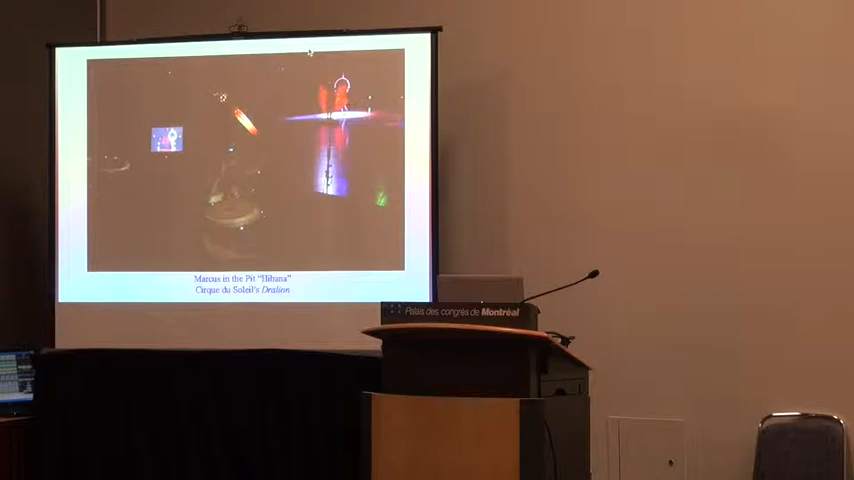 Marcus in the Pit "Hibana"
Cirque du Soleil's Dralion
Palais des congrès de Montréal